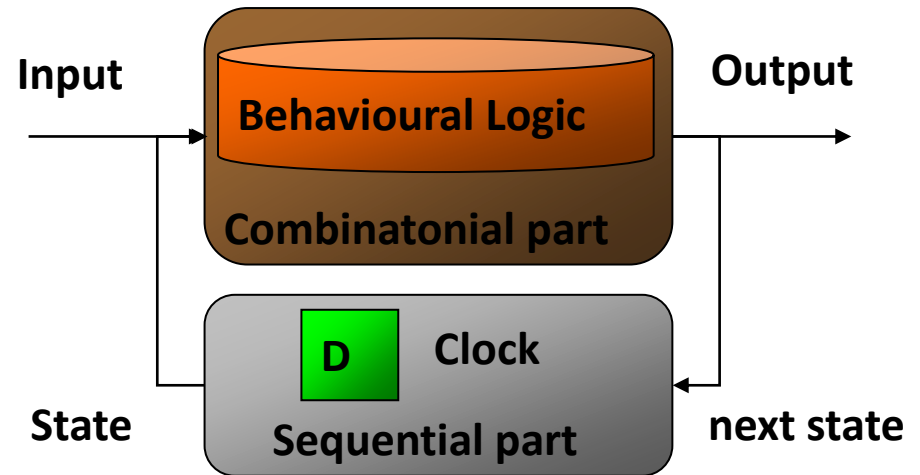 Input
Output
Behavioural Logic
Combinatonial part
D
Clock
State
Sequential part
next state